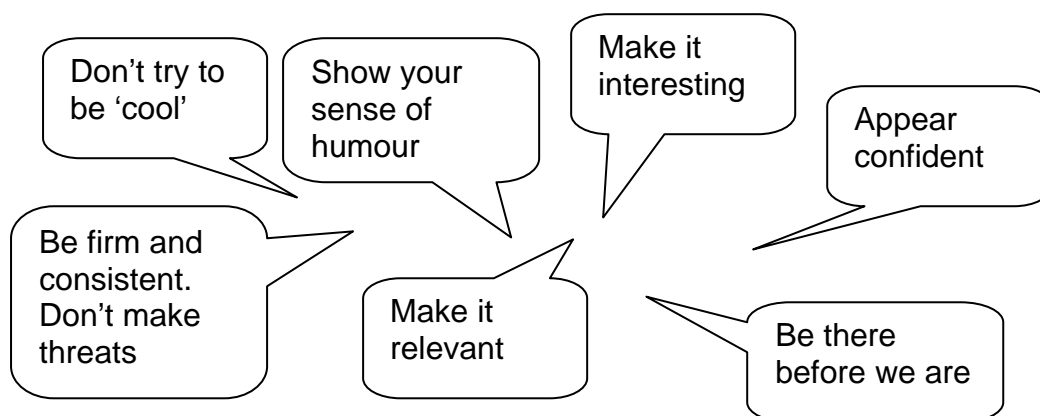 Don’t try to
be ‘cool’
Show your
sense of
humour
Make it
interesting
Appear
confident
Be firm and
consistent.
Don’t make
threats
Make it
relevant
Be there
before we are